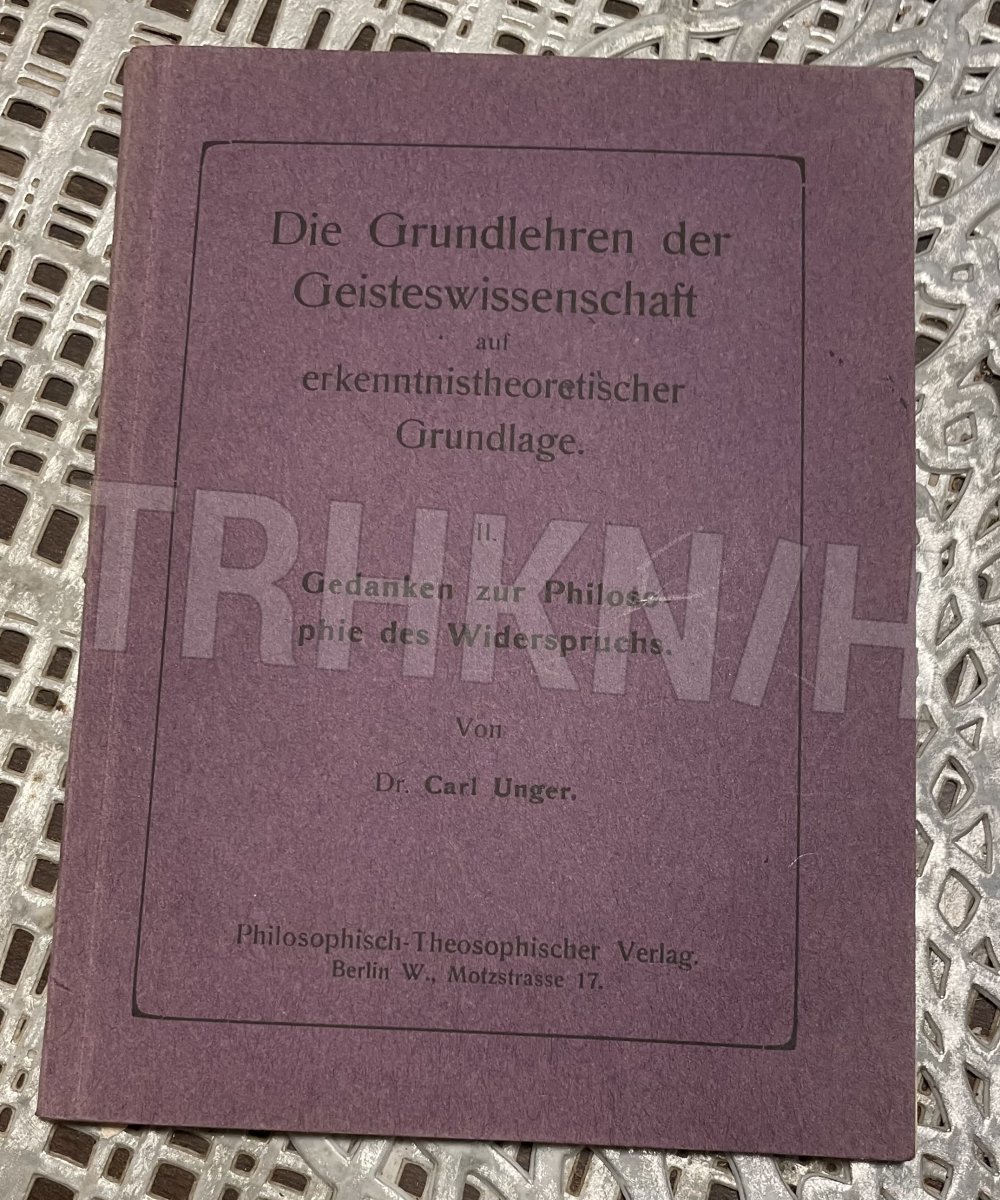 Die Grundlehren der
Geisteswissenschaft
auf
erkenntnistheoretischer
Grundlage.
II.
Gedanken zur Philoso-
phie des Widerspruchs.
Von
Dr. Carl Unger.
Philosophisch-Theosophischer Verlag.
Berlin W., Motzstrasse 17.
TRHKN/H